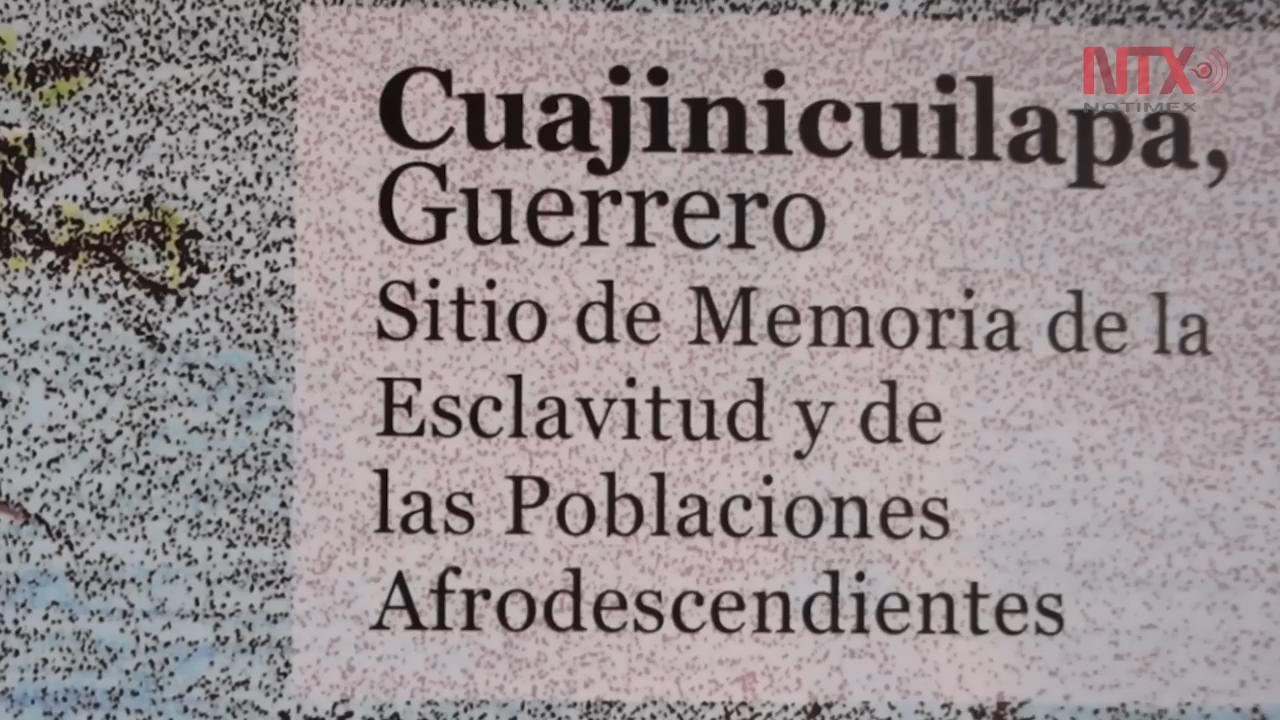 NTX
NOTIMEX
Cuajinicuilapa,
Guerrero
Sitio de Memoria de la
Esclavitud y de
las Poblaciones
Afrodescendientes